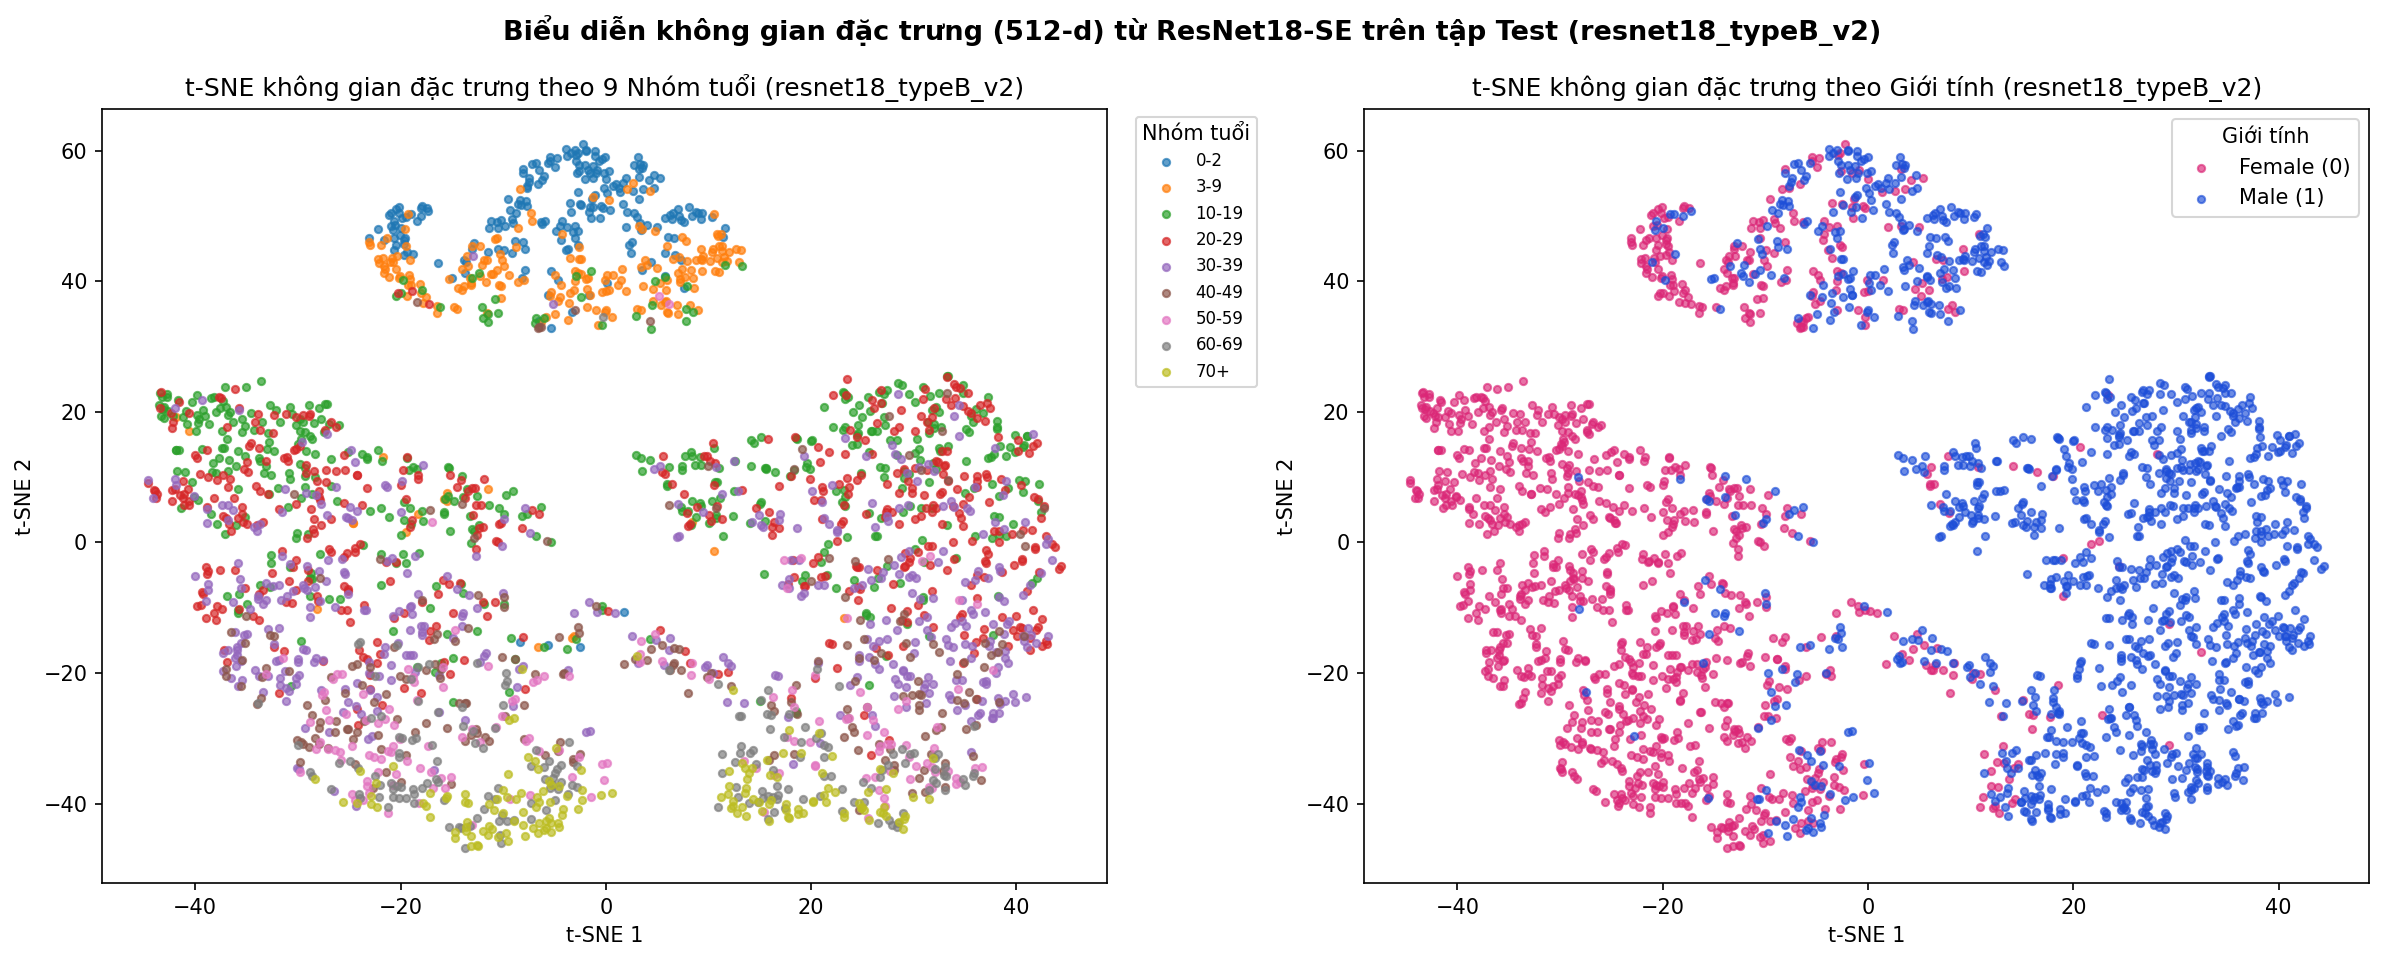 Biểu diễn không gian đặc trưng (512-d) từ ResNet18-SE trên tập Test (resnet18_typeB_v2)
t-SNE không gian đặc trưng theo 9 Nhóm tuổi (resnet18_typeB_v2)
t-SNE 2
60
40
20
0
−20
−40
−40
−20
0
20
40
t-SNE 1
Nhóm tuổi
0-2
3-9
10-19
20-29
30-39
40-49
50-59
60-69
70+
t-SNE không gian đặc trưng theo Giới tính (resnet18_typeB_v2)
Giới tính
Female (0)
Male (1)
t-SNE 2
60
40
20
0
−20
−40
−40
−20
0
20
40
t-SNE 1